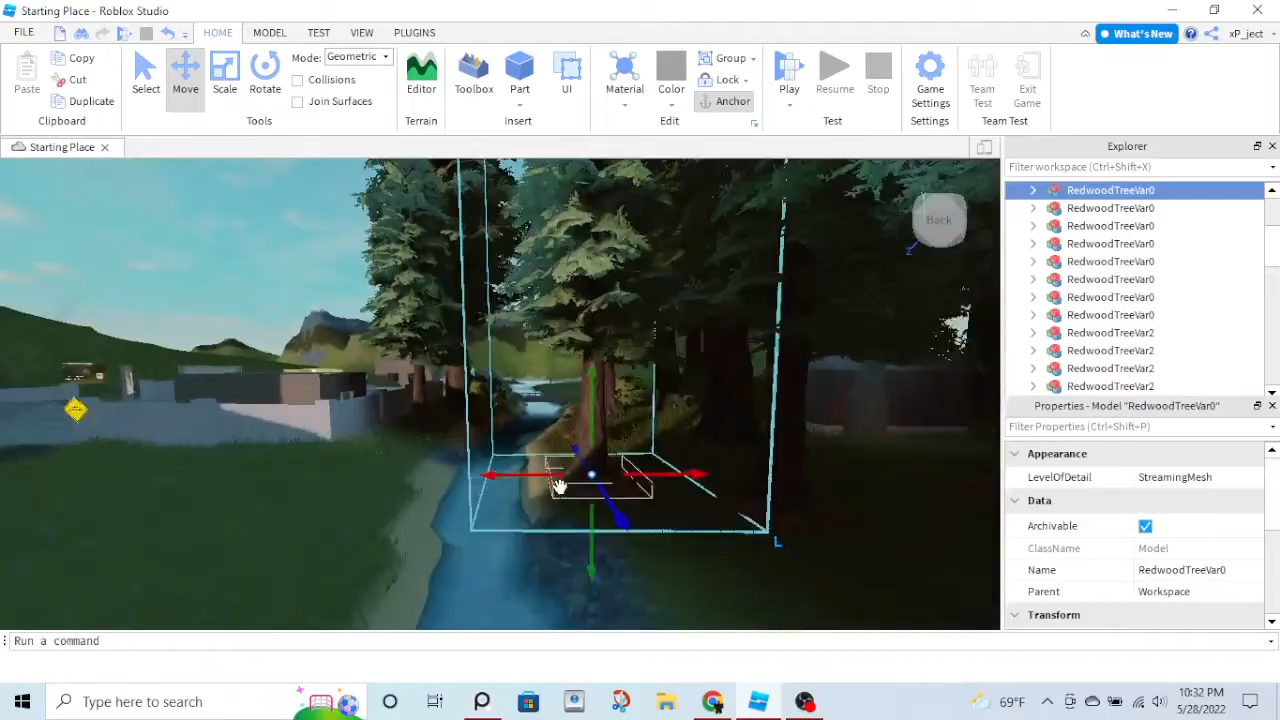 Starting Place - Roblox Studio
FILE
HOME
MODEL
TEST
VIEW
PLUGINS
What's New
xP_ject
Paste
Copy
Cut
Duplicate
Clipboard
Select
Move
Scale
Rotate
Mode: Geometric
Collisions
Join Surfaces
Tools
Editor
Terrain
Toolbox
Part
UI
Insert
Material
Color
Group
Lock
Anchor
Edit
Play
Resume
Stop
Test
Game
Settings
Settings
Team
Test
Exit
Game
Team Test
Starting Place
Back
Z
Explorer
Filter workspace (Ctrl+Shift+X)
RedwoodTreeVar0
RedwoodTreeVar0
RedwoodTreeVar0
RedwoodTreeVar0
RedwoodTreeVar0
RedwoodTreeVar0
RedwoodTreeVar0
RedwoodTreeVar0
RedwoodTreeVar2
RedwoodTreeVar2
RedwoodTreeVar2
RedwoodTreeVar2
Properties - Model "RedwoodTreeVar0"
Filter Properties (Ctrl+Shift+P)
Appearance
LevelOfDetail StreamingMesh
Data
Archivable
ClassName Model
Name RedwoodTreeVar0
Parent Workspace
Transform
L
Run a command
Type here to search
69°F
10:32 PM
5/28/2022